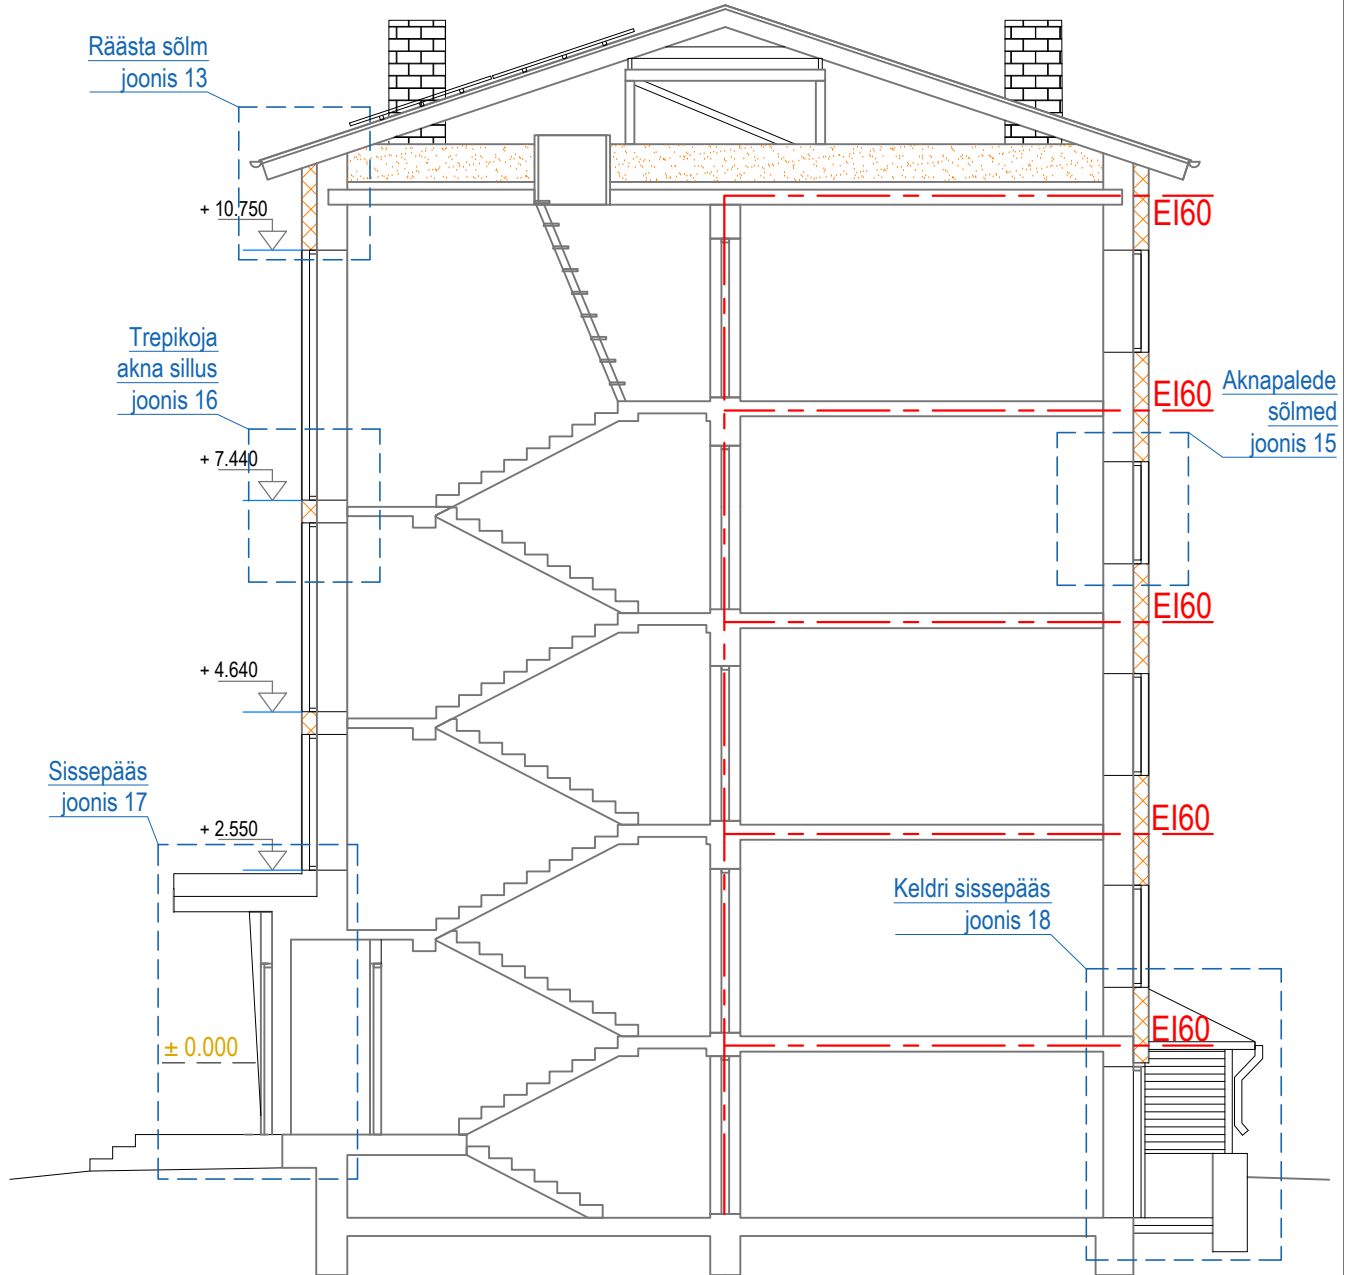 Räästa sõlm
joonis 13
+ 10.750
EI60
Trepikoja
akna sillus
joonis 16
EI60
Aknapalede
sõlmed
joonis 15
+ 7.440
EI60
+ 4.640
Sissepääs
joonis 17
+ 2.550
EI60
Keldri sissepääs
joonis 18
EI60
± 0.000